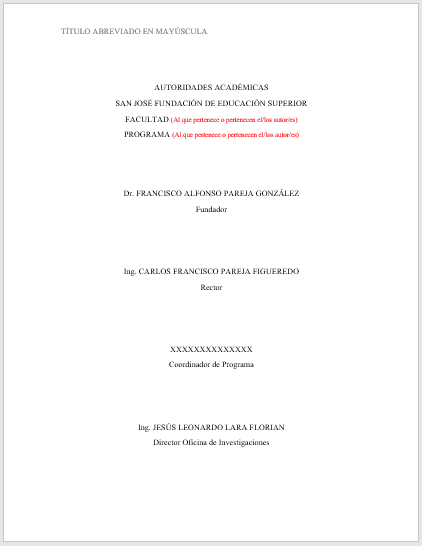 TÍTULO ABREVIADO EN MAYÚSCULA
AUTORIDADES ACADÉMICAS
SAN JOSÉ FUNDACIÓN DE EDUCACIÓN SUPERIOR
FACULTAD (Al que pertenece o pertenecen el/los autor/es)
PROGRAMA (Al que pertenece o pertenecen el/los autor/es)
Dr. FRANCISCO ALFONSO PAREJA GONZÁLEZ
Fundador
Ing. CARLOS FRANCISCO PAREJA FIGUEREDO
Rector
XXXXXXXXXXXXXX
Coordinador de Programa
Ing. JESÚS LEONARDO LARA FLORIAN
Director Oficina de Investigaciones